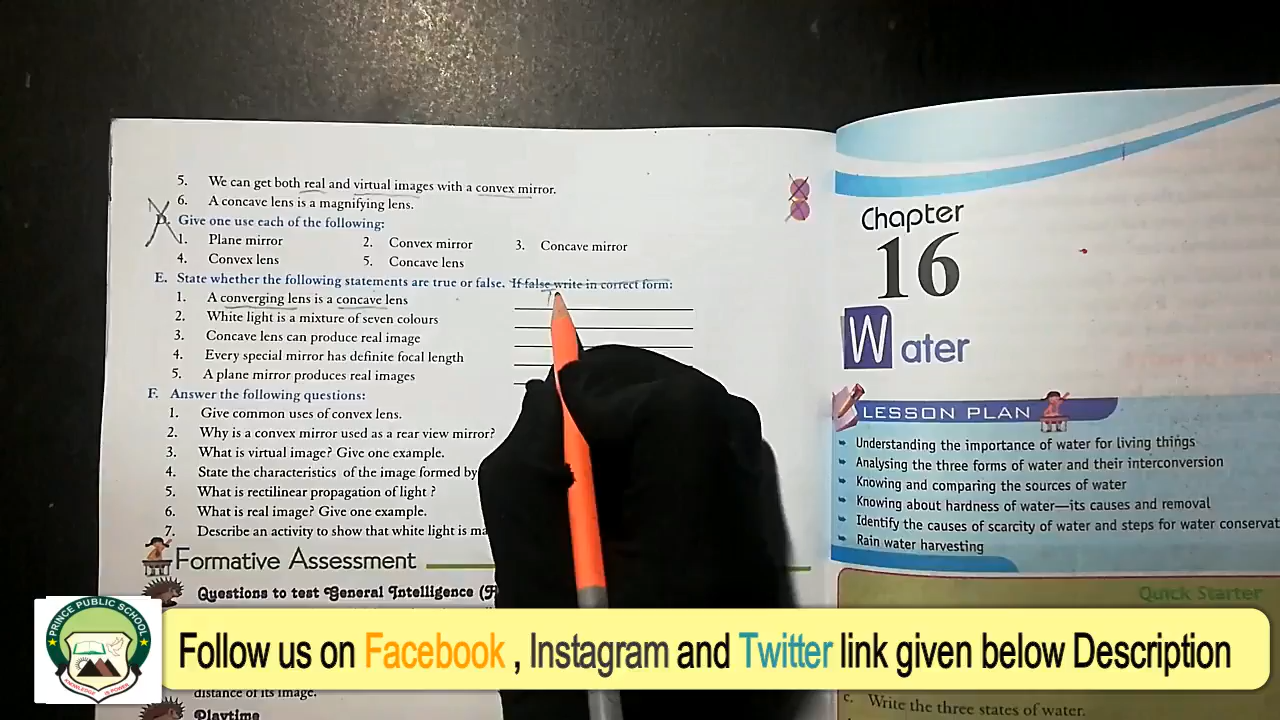 5. We can get both real and virtual images with a convex mirror.
6. A concave lens is a magnifying lens.
D. Give one use each of the following:
1. Plane mirror 2. Convex mirror 3. Concave mirror
4. Convex lens 5. Concave lens
E. State whether the following statements are true or false. If false write in correct form:
1. A converging lens is a concave lens
2. White light is a mixture of seven colours
3. Concave lens can produce real image
4. Every special mirror has definite focal length
5. A plane mirror produces real images
F. Answer the following questions:
1. Give common uses of convex lens.
2. Why is a convex mirror used as a rear view mirror?
3. What is virtual image? Give one example.
4. State the characteristics of the image formed by
5. What is rectilinear propagation of light ?
6. What is real image? Give one example.
7. Describe an activity to show that white light is ma
Formative Assessment
Questions to test General Intelligence (
distance of its image.
Playtime
Chapter
16
Water
LESSON PLAN
Understanding the importance of water for living things
Analysing the three forms of water and their interconversion
Knowing and comparing the sources of water
Knowing about hardness of water—its causes and removal
Identify the causes of scarcity of water and steps for water conservat
Rain water harvesting
Quick Starter
c. Write the three states of water.
PRINCE PUBLIC SCHOOL
KNOWLEDGE IS POWER
Follow us on Facebook , Instagram and Twitter link given below Description